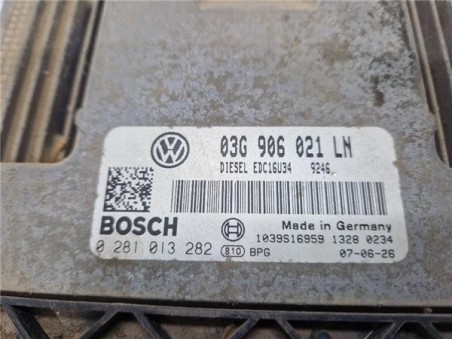 03G 906 021 LN
DIESEL EDC16U34 9246
BOSCH
Made in Germany
1039S16959 1328 0234
0 281 013 282 810 BPG
07-06-26